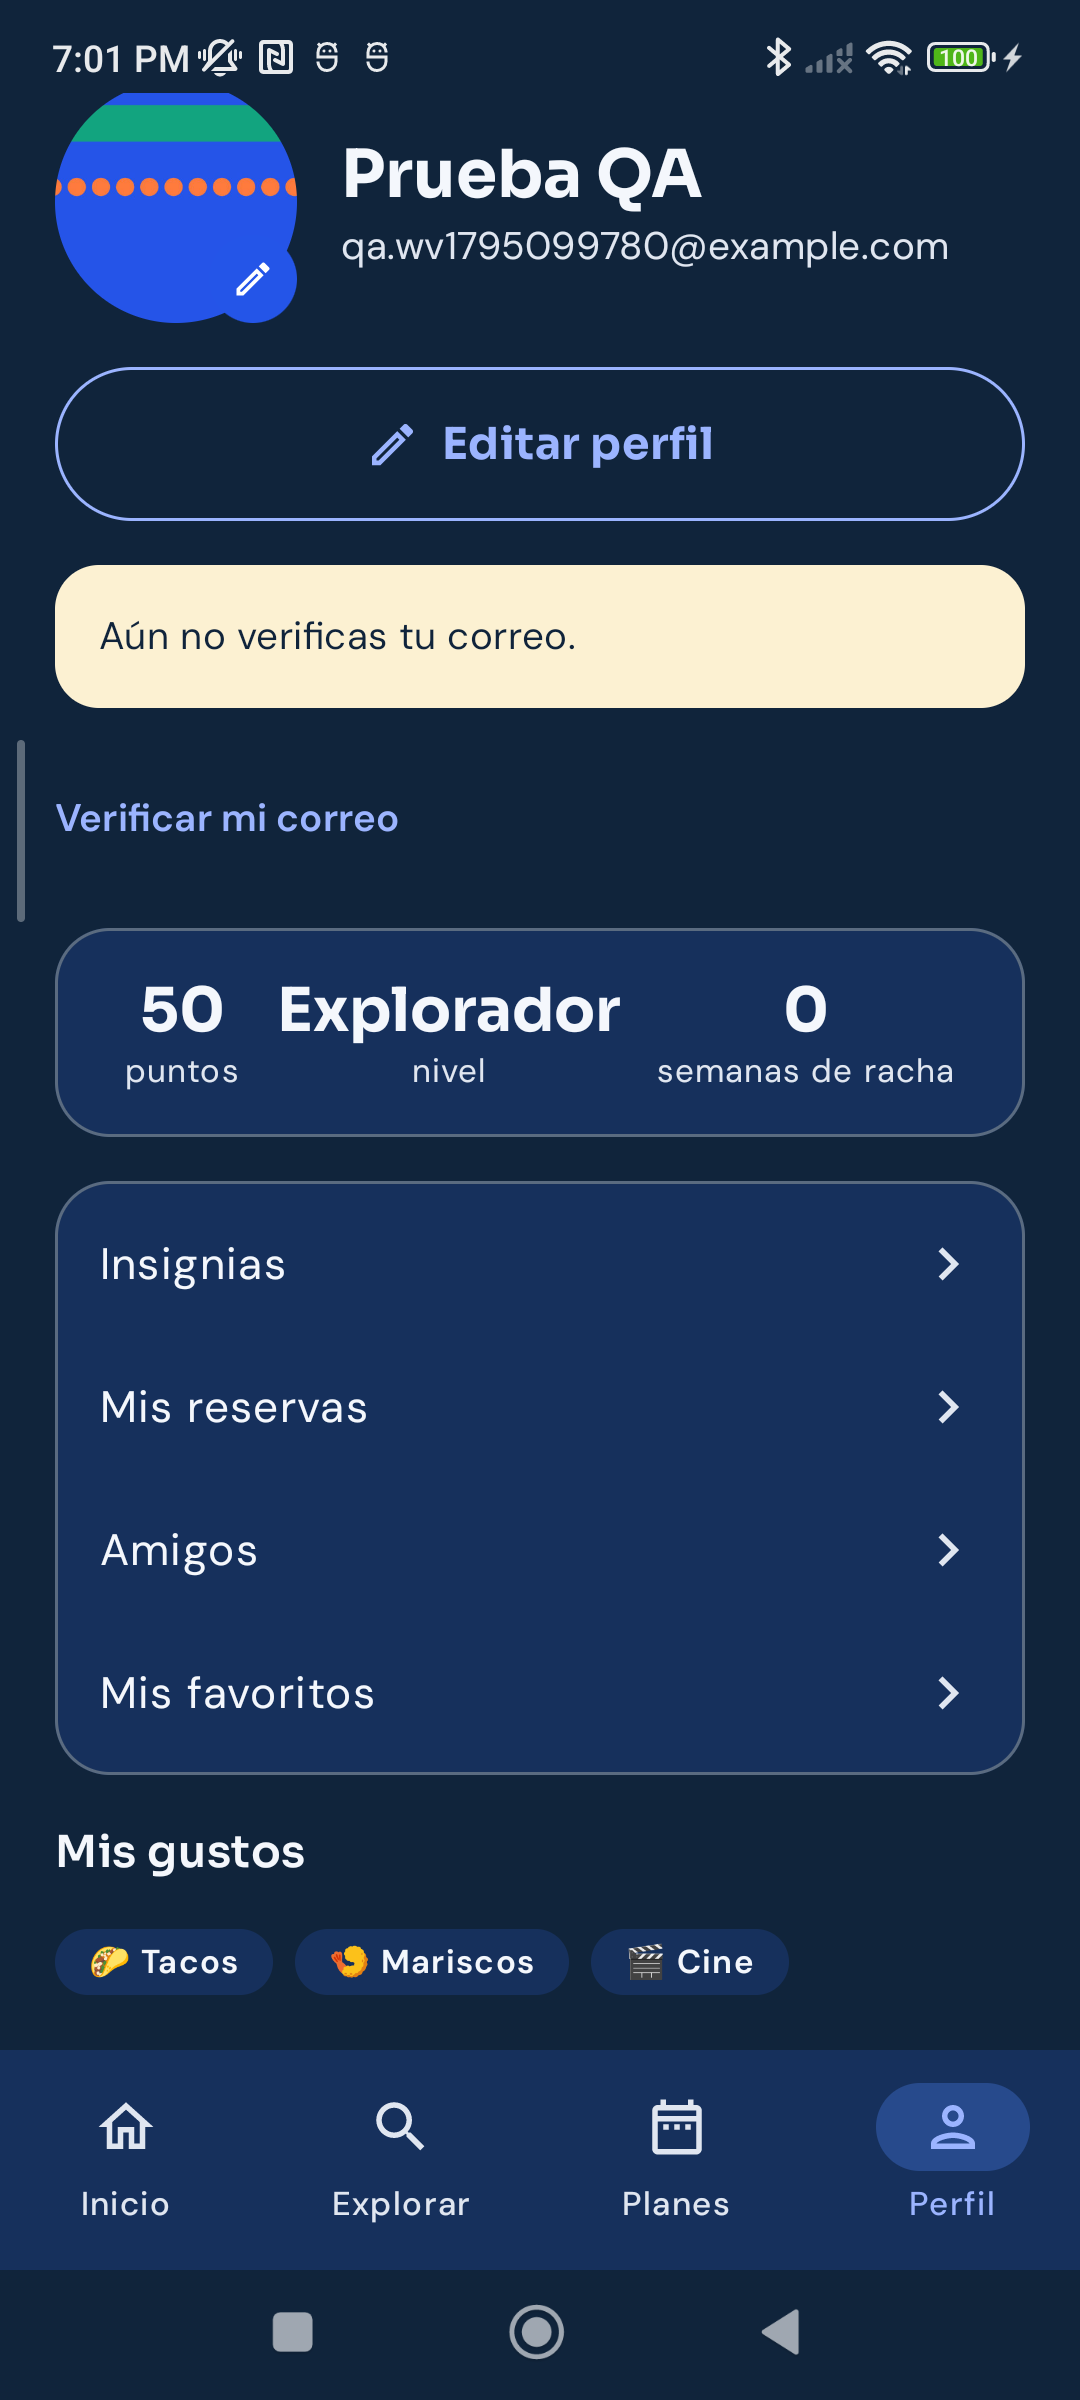 7:01 PM
100
Prueba QA
qa.wv1795099780@example.com
Editar perfil
Aún no verificas tu correo.
Verificar mi correo
50 Explorador 0
puntos nivel semanas de racha
Insignias
Mis reservas
Amigos
Mis favoritos
Mis gustos
🌮 Tacos 🍤 Mariscos 🎬 Cine
Inicio Explorar Planes Perfil